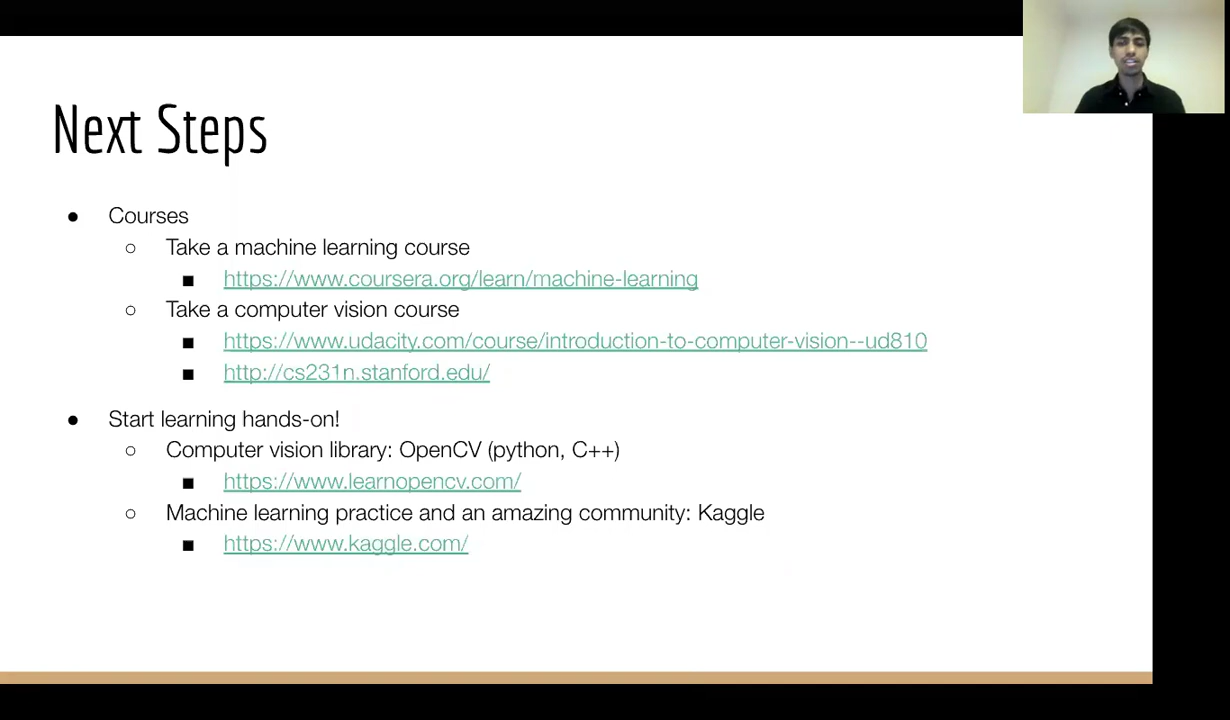 Next Steps
● Courses
○ Take a machine learning course
■ https://www.coursera.org/learn/machine-learning
○ Take a computer vision course
■ https://www.udacity.com/course/introduction-to-computer-vision--ud810
■ http://cs231n.stanford.edu/
● Start learning hands-on!
○ Computer vision library: OpenCV (python, C++)
■ https://www.learnopencv.com/
○ Machine learning practice and an amazing community: Kaggle
■ https://www.kaggle.com/